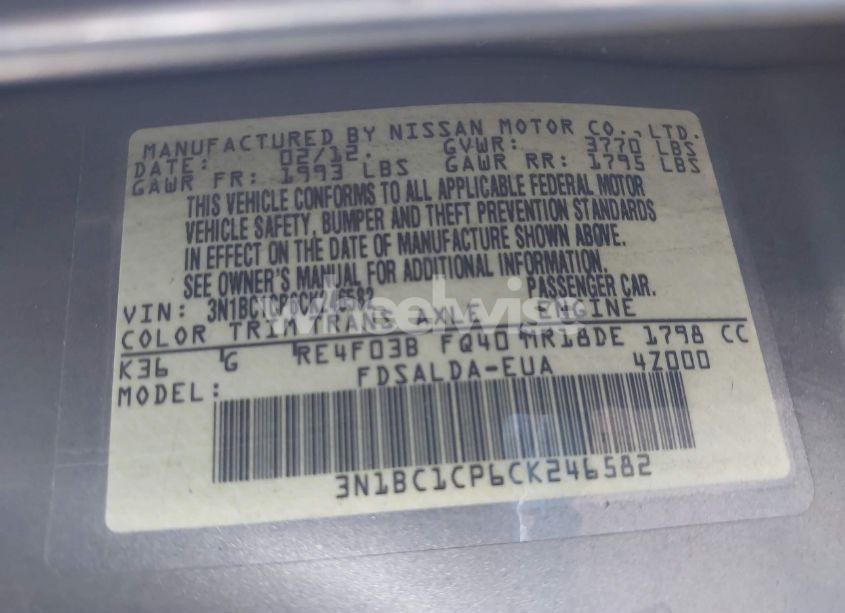 MANUFACTURED BY NISSAN MOTOR CO.,LTD.
DATE: 02/12. GVWR: 3770 LBS
GAWR FR: 1993 LBS GAWR RR: 1795 LBS
THIS VEHICLE CONFORMS TO ALL APPLICABLE FEDERAL MOTOR
VEHICLE SAFETY, BUMPER AND THEFT PREVENTION STANDARDS
IN EFFECT ON THE DATE OF MANUFACTURE SHOWN ABOVE.
SEE OWNER'S MANUAL FOR ADDITIONAL INFORMATION.
VIN: 3N1BC1CP6CK246582 PASSENGER CAR.
COLOR TRIM TRANS AXLE ENGINE
K36 G RE4F03B FQ40 MR18DE 1798 CC
MODEL: FDSALDA-EUA 4Z000
3N1BC1CP6CK246582
wheelwise